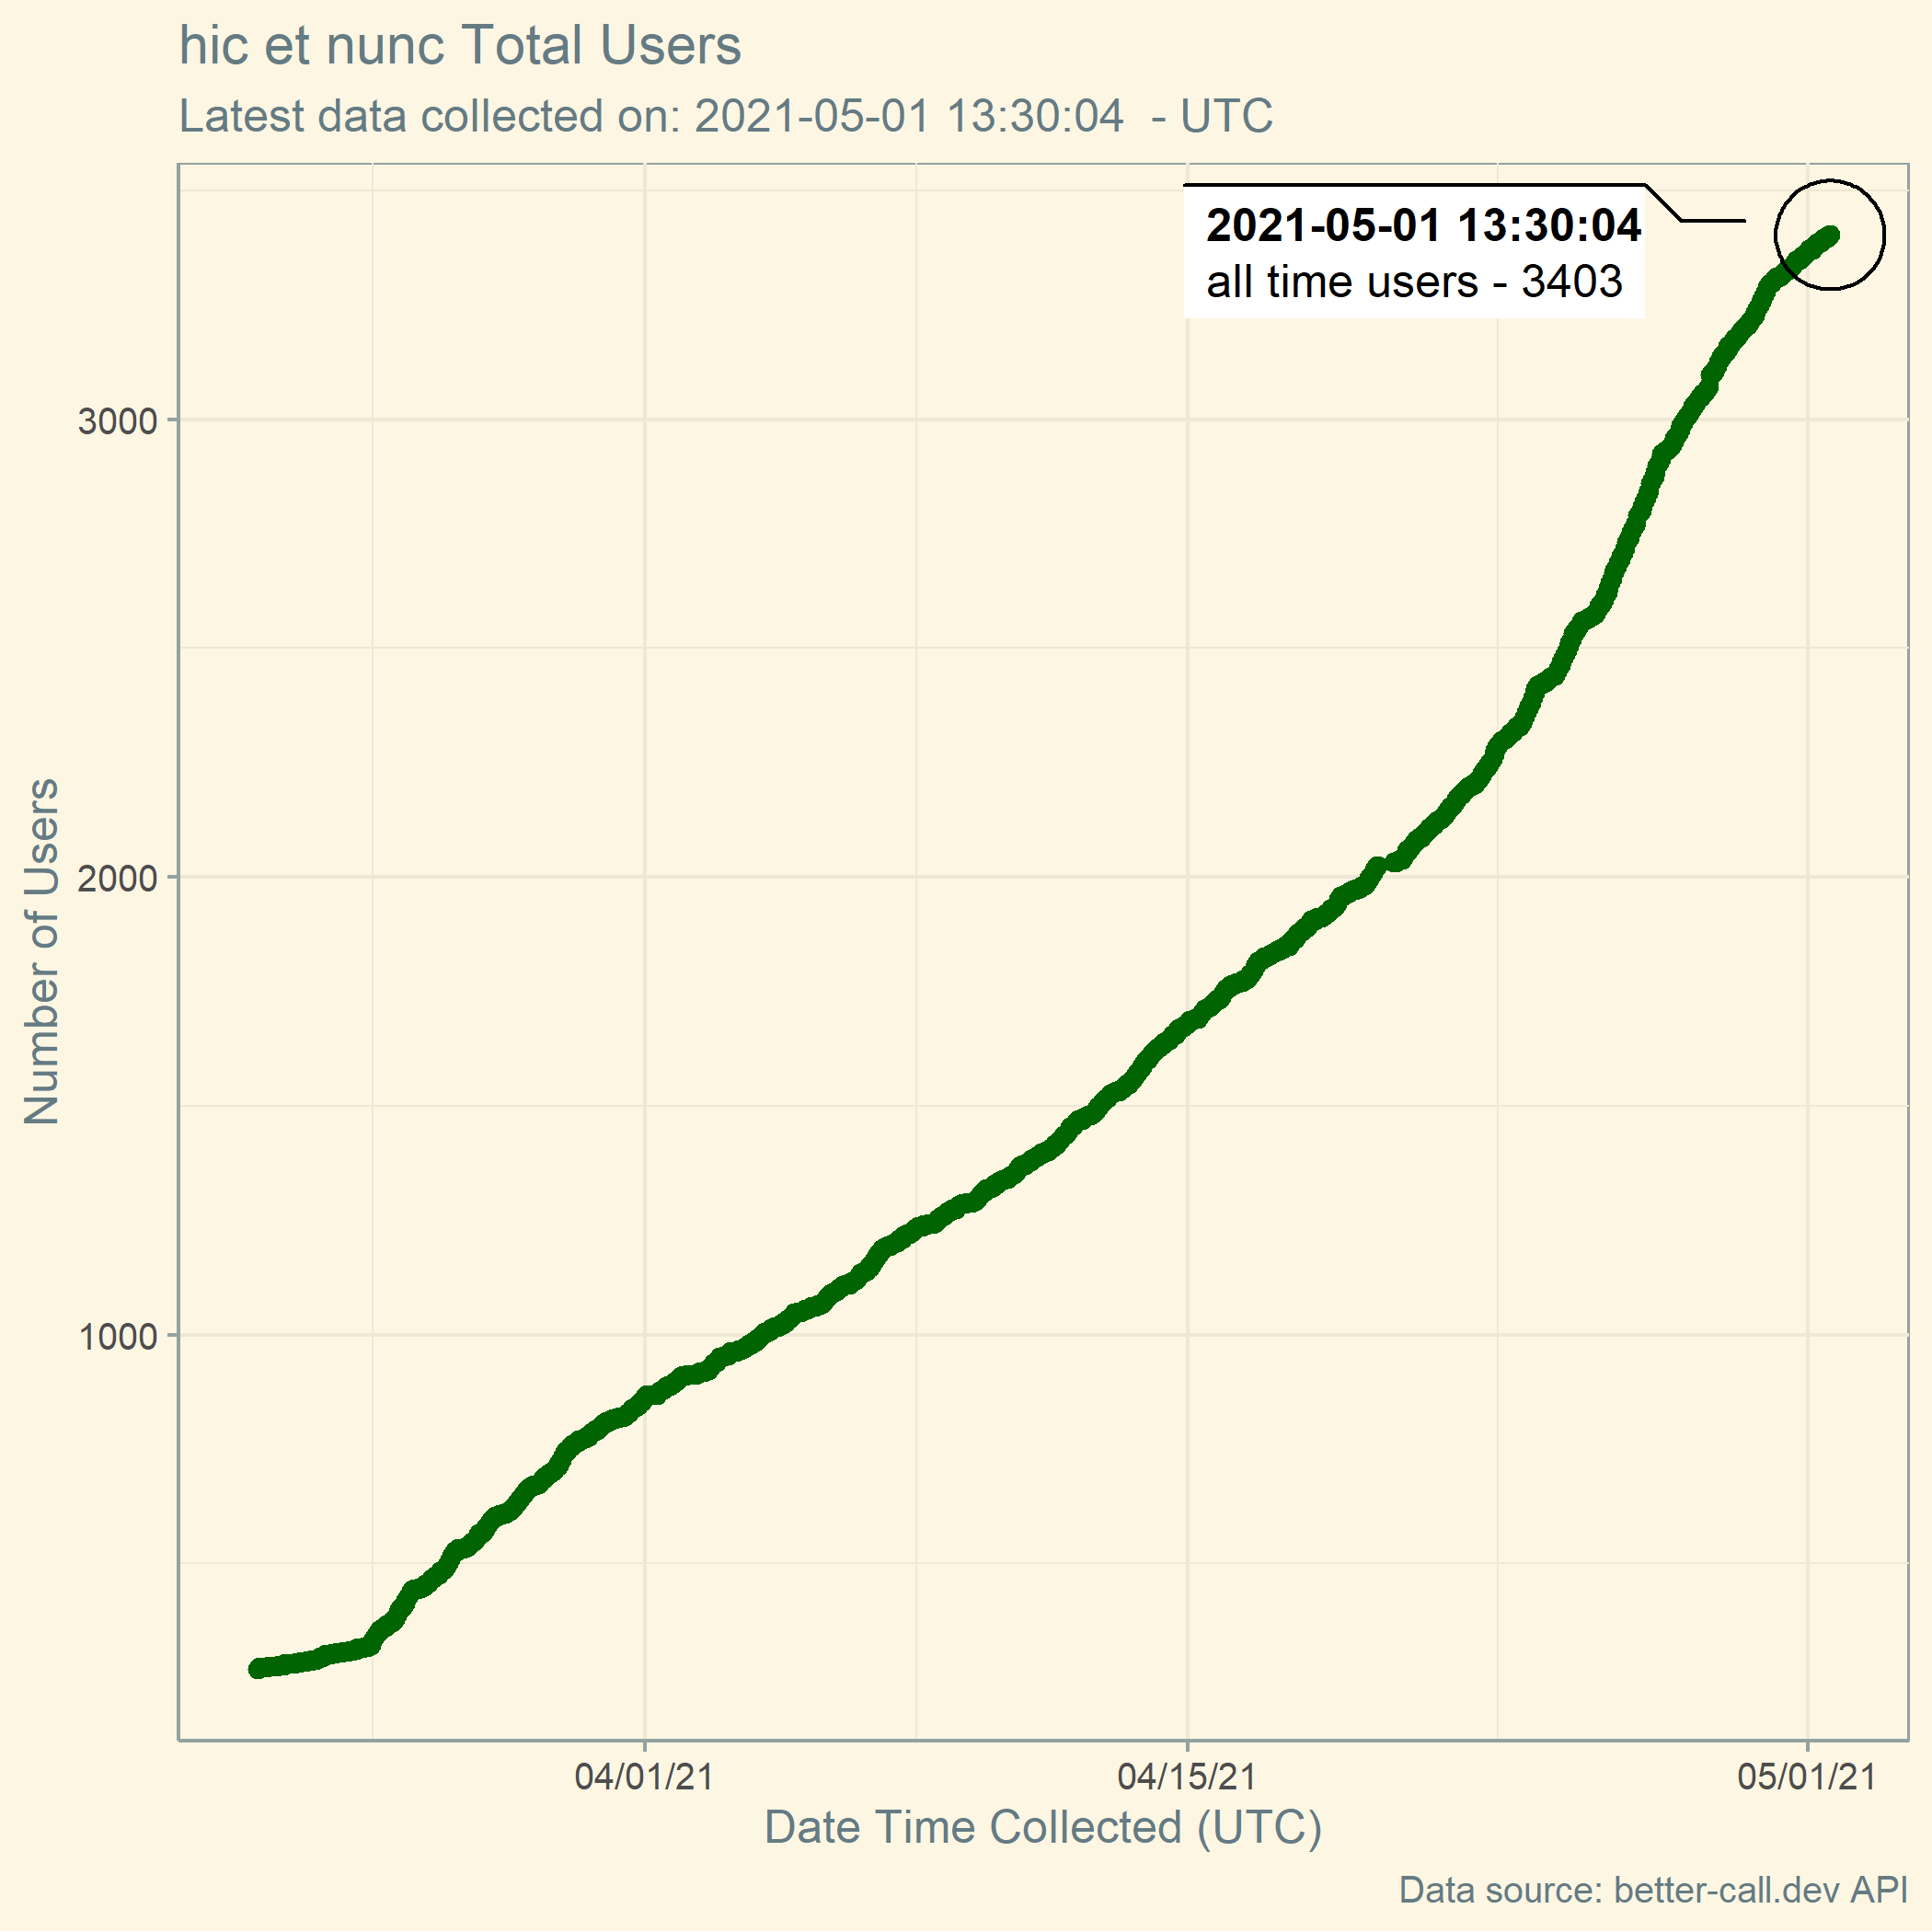 hic et nunc Total Users
Latest data collected on: 2021-05-01 13:30:04  - UTC
2021-05-01 13:30:04
all time users - 3403
3000
2000
1000
Number of Users
04/01/21
04/15/21
05/01/21
Date Time Collected (UTC)
Data source: better-call.dev API